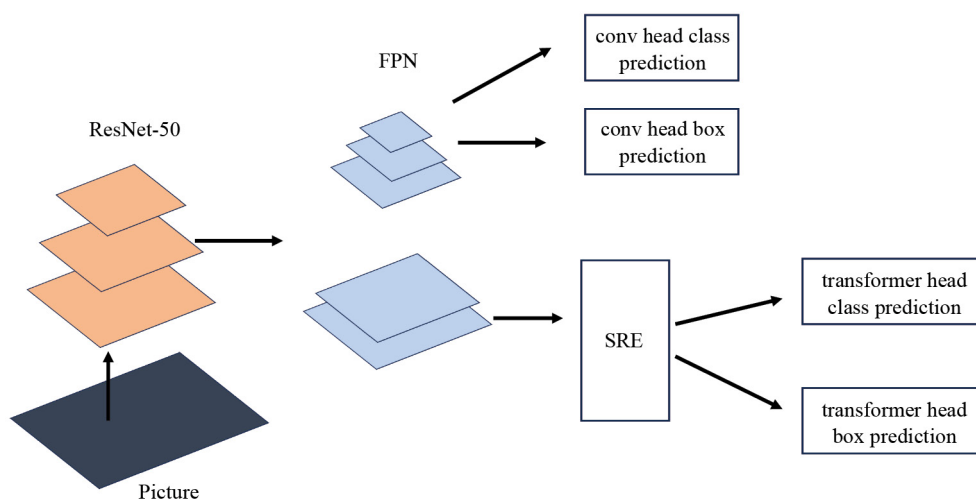 conv head class
prediction
FPN
conv head box
prediction
ResNet-50
transformer head
class prediction
SRE
transformer head
box prediction
Picture